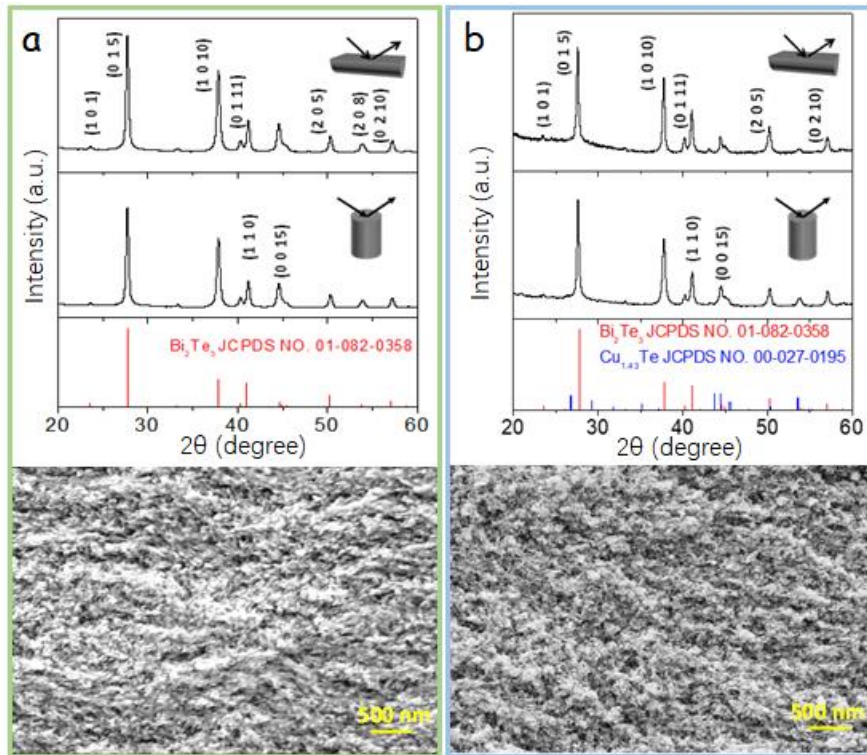 a
Intensity (a.u.)
(1 0 1)
(0 1 5)
(1 0 10)
(0 1 11)
(2 0 5)
(2 0 8)
(0 2 10)
(1 1 0)
(0 0 15)
Bi₂Te₃ JCPDS NO. 01-082-0358
20 30 40 50 60
2θ (degree)
500 nm
b
Intensity (a.u.)
(1 0 1)
(0 1 5)
(1 0 10)
(0 1 11)
(2 0 5)
(0 2 10)
(1 1 0)
(0 0 15)
Bi₂Te₃ JCPDS NO. 01-082-0358
Cu₁.₄₃Te JCPDS NO. 00-027-0195
20 30 40 50 60
2θ (degree)
500 nm